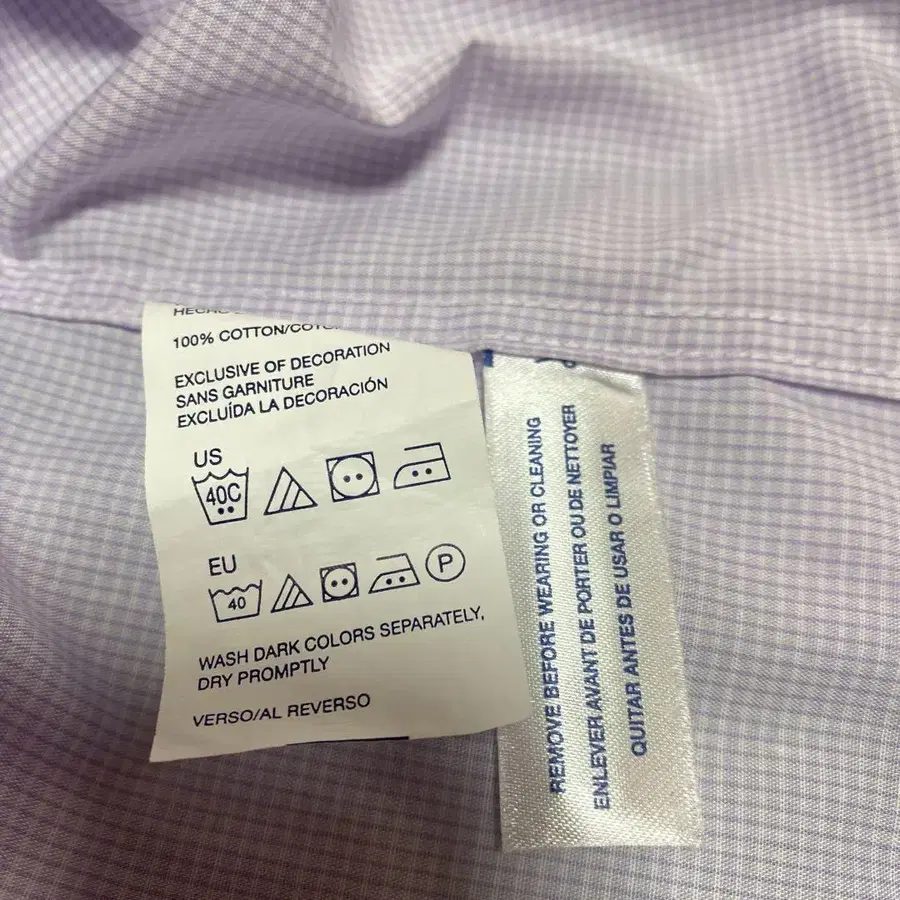 100% COTTON/COTO
EXCLUSIVE OF DECORATION
SANS GARNITURE
EXCLUÍDA LA DECORACIÓN
US
40C
EU
40
P
WASH DARK COLORS SEPARATELY,
DRY PROMPTLY
VERSO/AL REVERSO
REMOVE BEFORE WEARING OR CLEANING
ENLEVER AVANT DE PORTER OU DE NETTOYER
QUITAR ANTES DE USAR O LIMPIAR